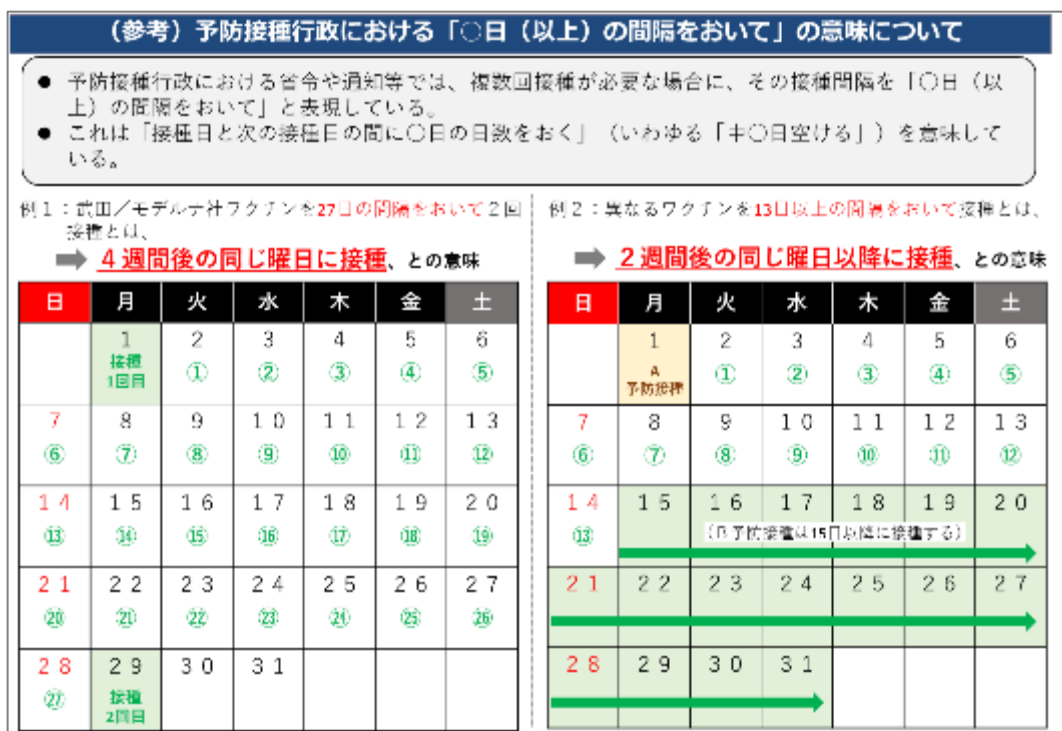 （参考）予防接種行政における「○日（以上）の間隔をおいて」の意味について
● 予防接種行政における省令や通知等では、複数回接種が必要な場合に、その接種間隔を「○日（以
上）の間隔をおいて」と表現している。
● これは「接種日と次の接種日の間に○日の日数をおく」（いわゆる「中○日空ける」）を意味して
いる。
例１：武田／モデルナ社ワクチンを27日の間隔をおいて２回
接種とは、
➡ ４週間後の同じ曜日に接種、との意味
日 月 火 水 木 金 土
1 2 3 4 5 6
接種 1回目 ① ② ③ ④ ⑤
7 8 9 10 11 12 13
⑥ ⑦ ⑧ ⑨ ⑩ ⑪ ⑫
14 15 16 17 18 19 20
⑬ ⑭ ⑮ ⑯ ⑰ ⑱ ⑲
21 22 23 24 25 26 27
⑳ ㉑ ㉒ ㉓ ㉔ ㉕ ㉖
28 29 30 31
㉗ 接種 2回目
例２：異なるワクチンを13日以上の間隔をおいて接種とは、
➡ ２週間後の同じ曜日以降に接種、との意味
日 月 火 水 木 金 土
1 2 3 4 5 6
A 予防接種 ① ② ③ ④ ⑤
7 8 9 10 11 12 13
⑥ ⑦ ⑧ ⑨ ⑩ ⑪ ⑫
14 15 16 17 18 19 20
⑬ （B予防接種は15日以降に接種する）
21 22 23 24 25 26 27
28 29 30 31